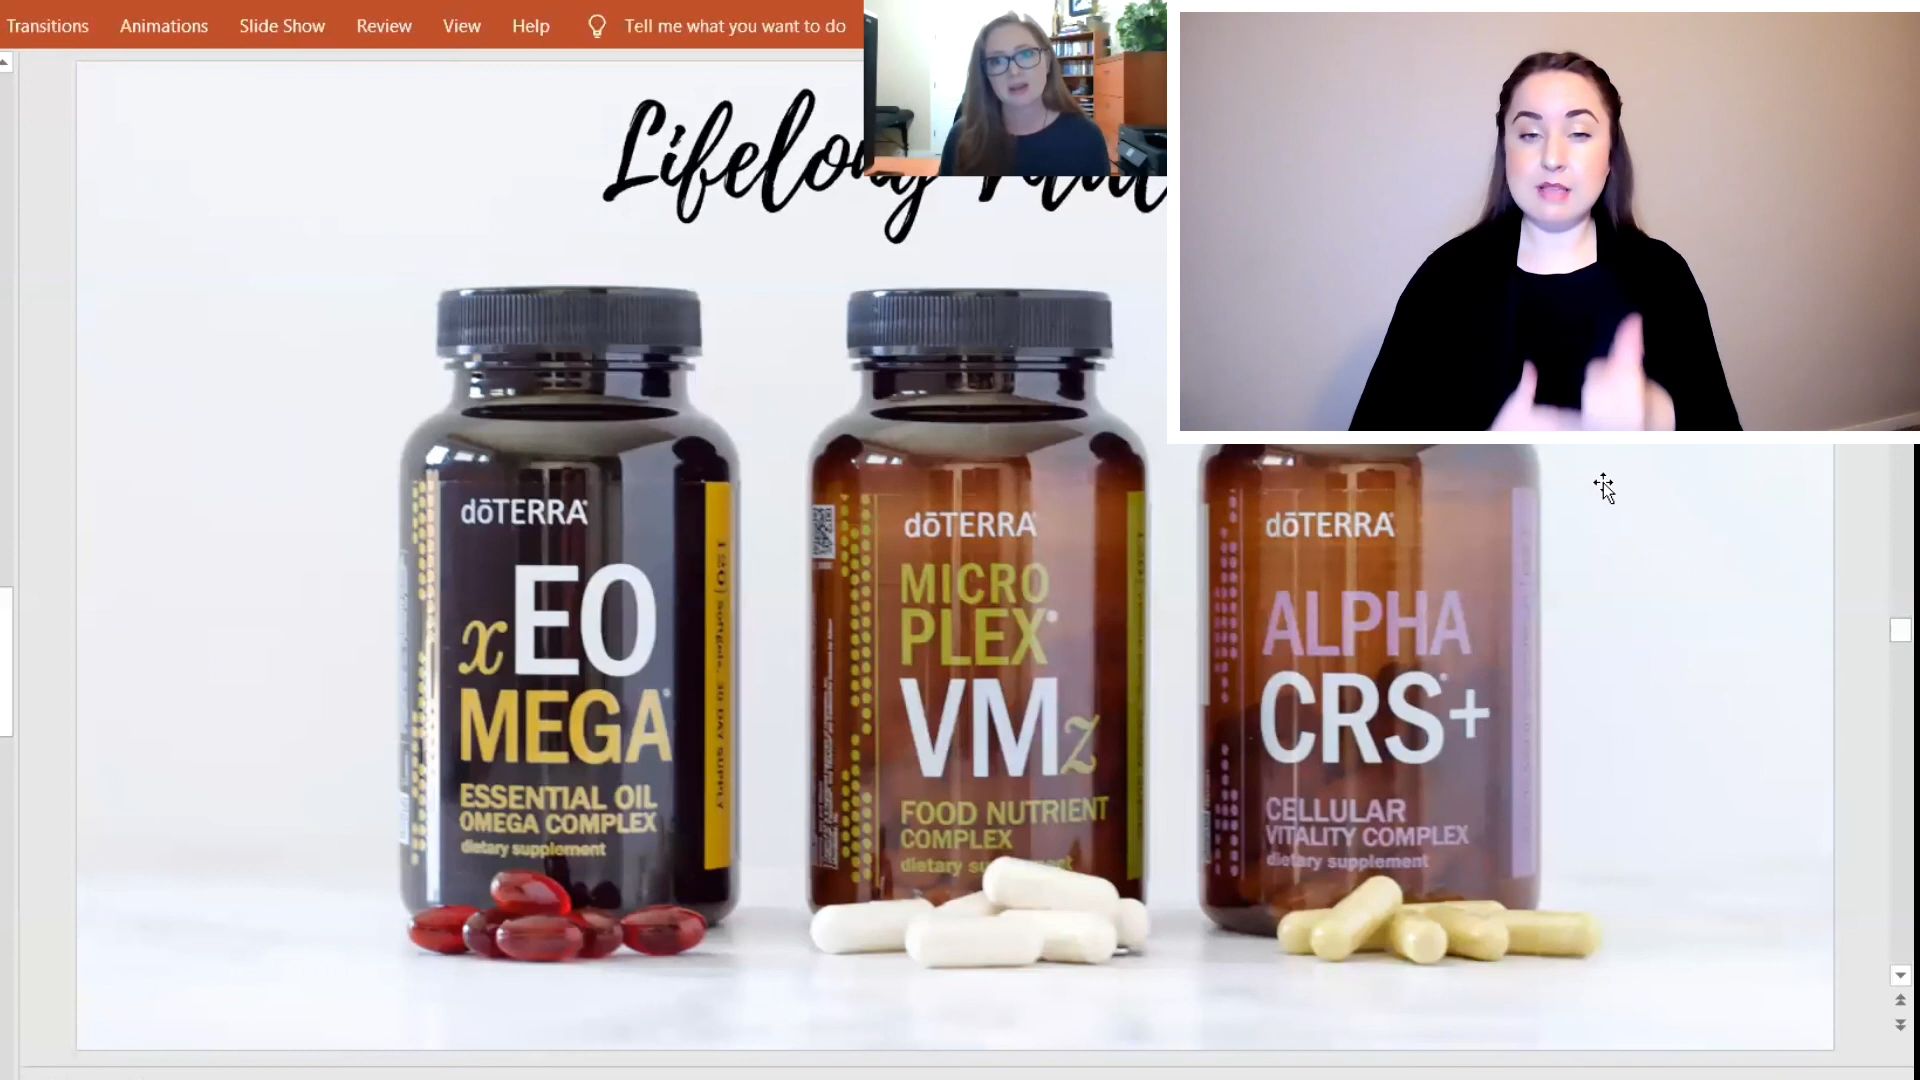 Transitions Animations Slide Show Review View Help Tell me what you want to do
Lifelong
dōTERRA
xEO
MEGA
ESSENTIAL OIL
OMEGA COMPLEX
dietary supplement
dōTERRA
MICRO
PLEX
VMz
FOOD NUTRIENT
COMPLEX
dietary
dōTERRA
ALPHA
CRS+
CELLULAR
VITALITY COMPLEX
dietary supplement